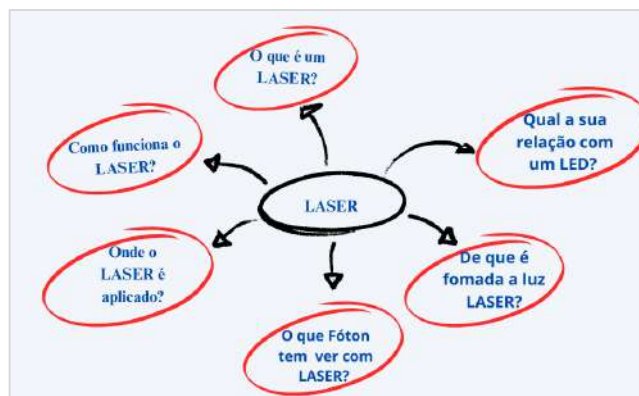 O que é um
LASER?
Qual a sua
relação com
um LED?
Como funciona o
LASER?
LASER
Onde o
LASER é
aplicado?
De que é
fomada a luz
LASER?
O que Fóton
tem ver com
LASER?